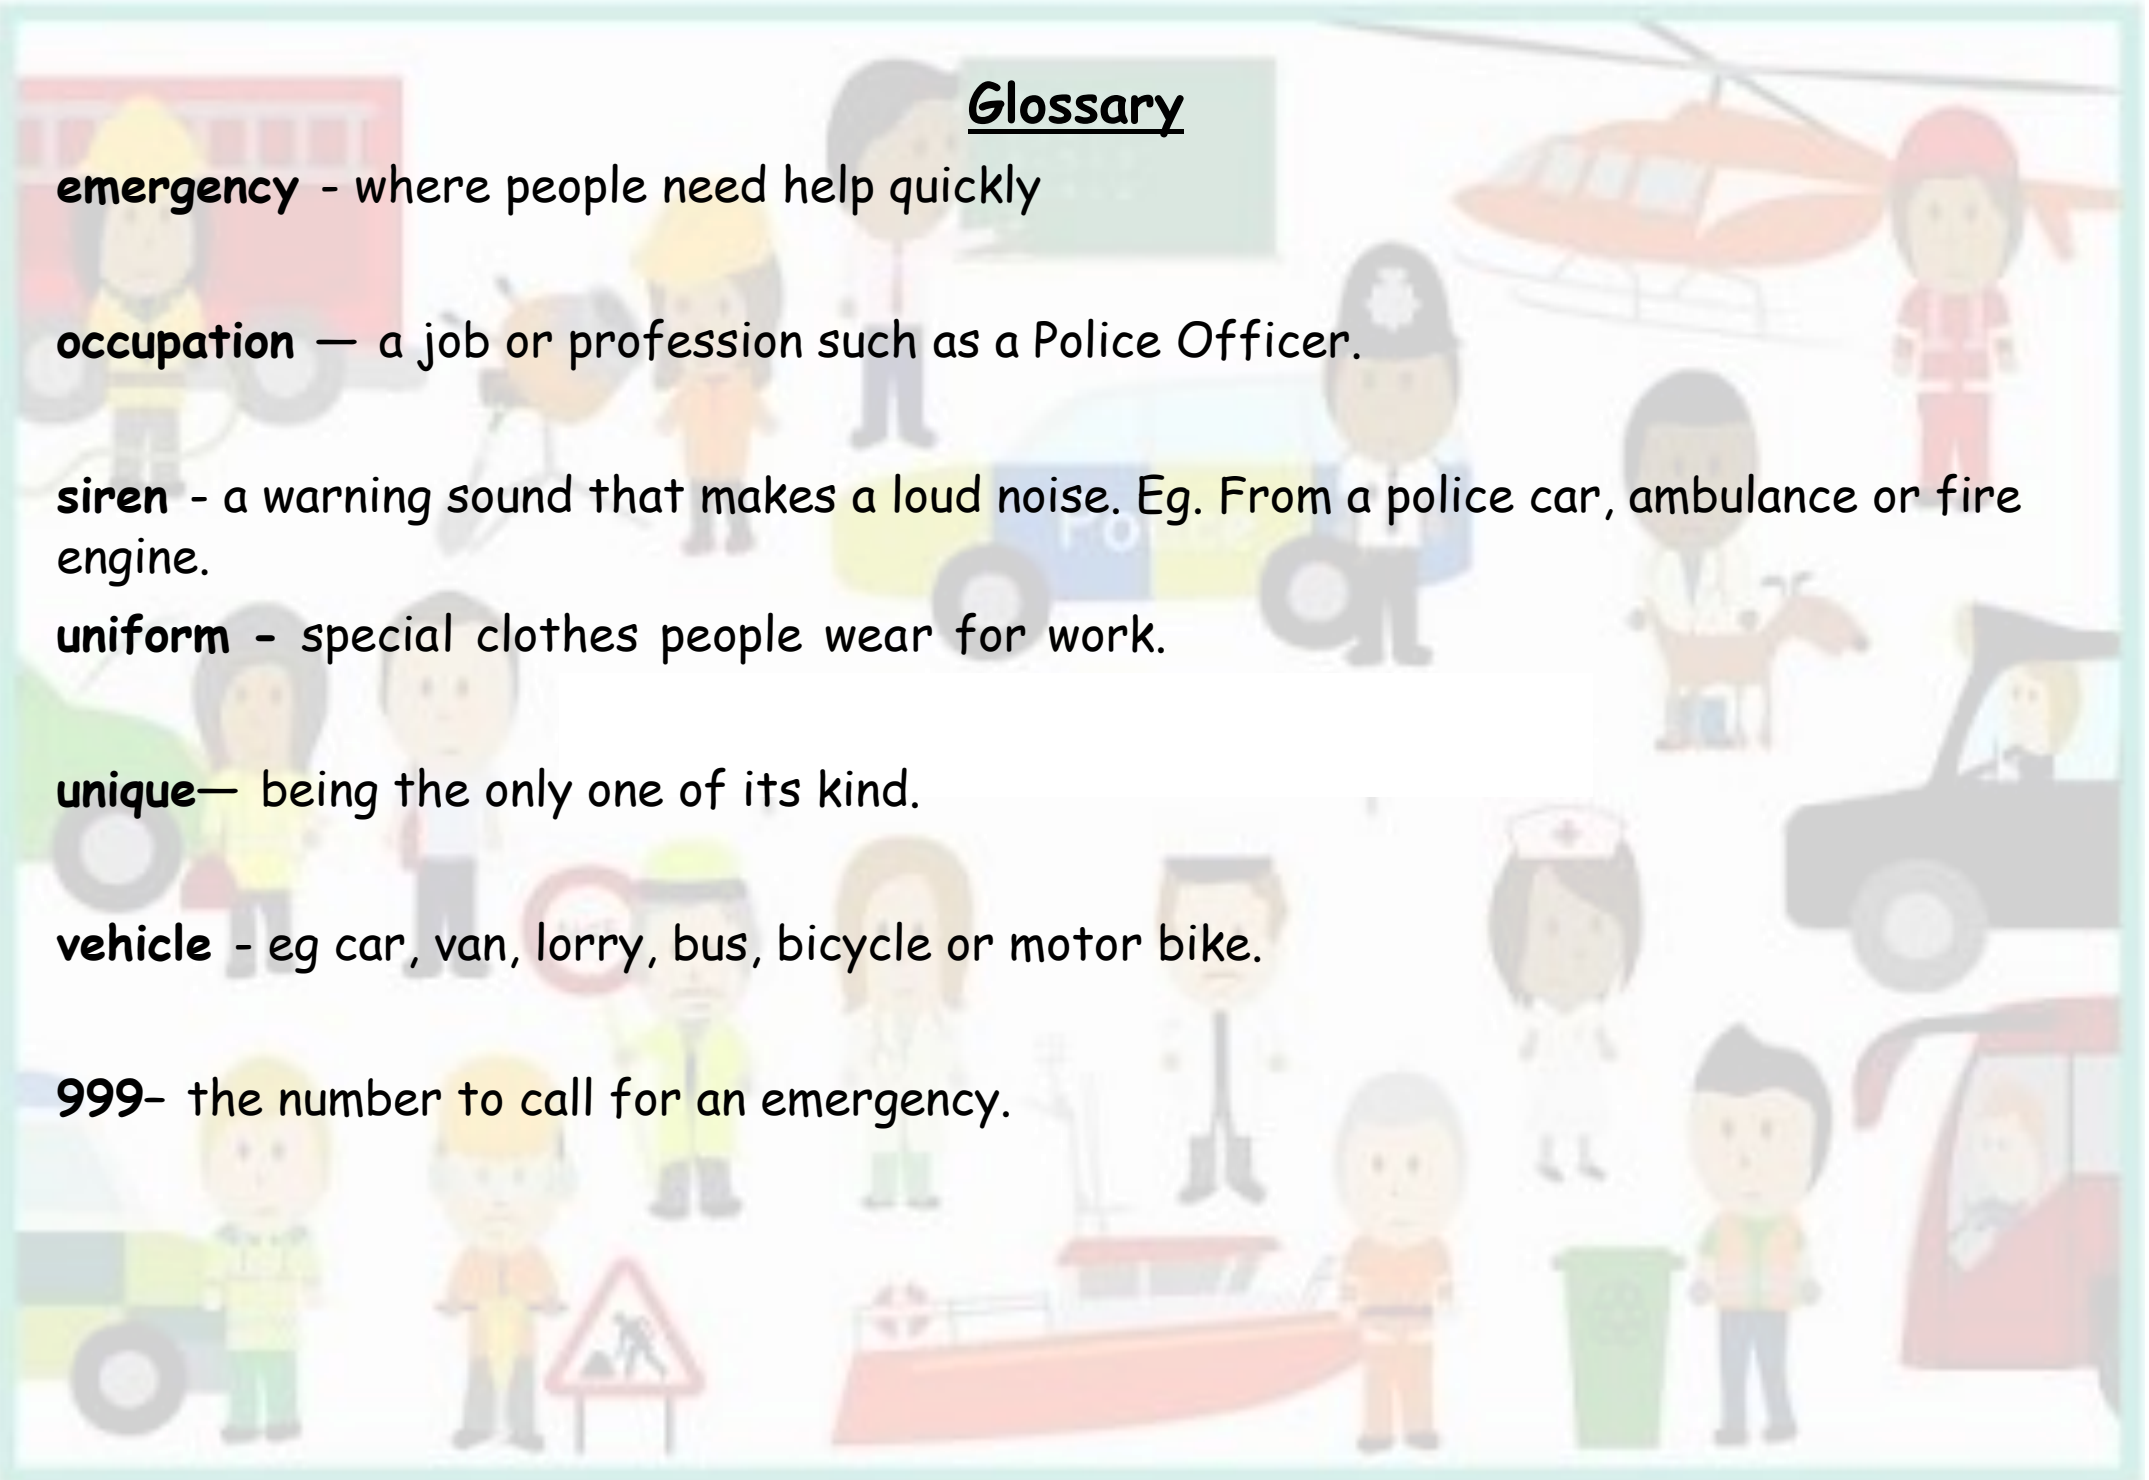 Glossary
emergency - where people need help quickly
occupation — a job or profession such as a Police Officer.
siren - a warning sound that makes a loud noise. Eg. From a police car, ambulance or fire
engine.
uniform - special clothes people wear for work.
unique— being the only one of its kind.
vehicle - eg car, van, lorry, bus, bicycle or motor bike.
999– the number to call for an emergency.
Police